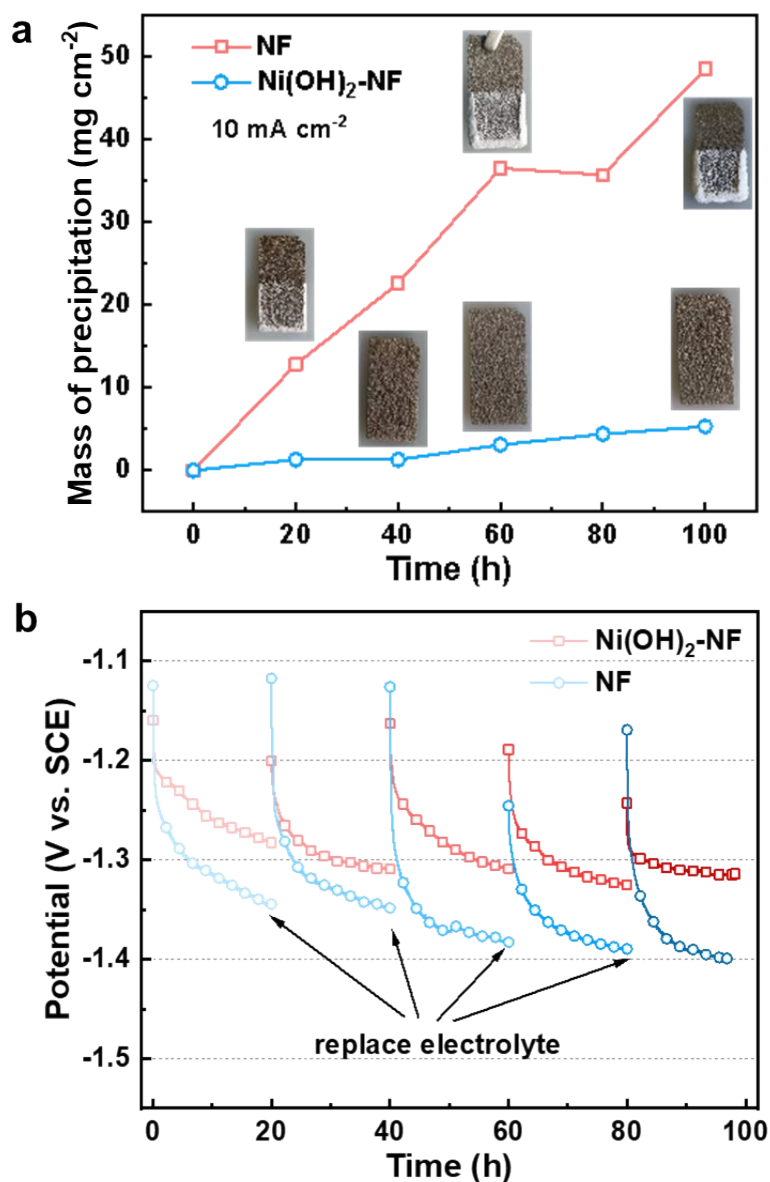 a
Mass of precipitation (mg cm⁻²)
50
40
30
20
10
0
NF
Ni(OH)₂-NF
10 mA cm⁻²
0 20 40 60 80 100
Time (h)
b
Potential (V vs. SCE)
-1.1
-1.2
-1.3
-1.4
-1.5
Ni(OH)₂-NF
NF
replace electrolyte
0 20 40 60 80 100
Time (h)